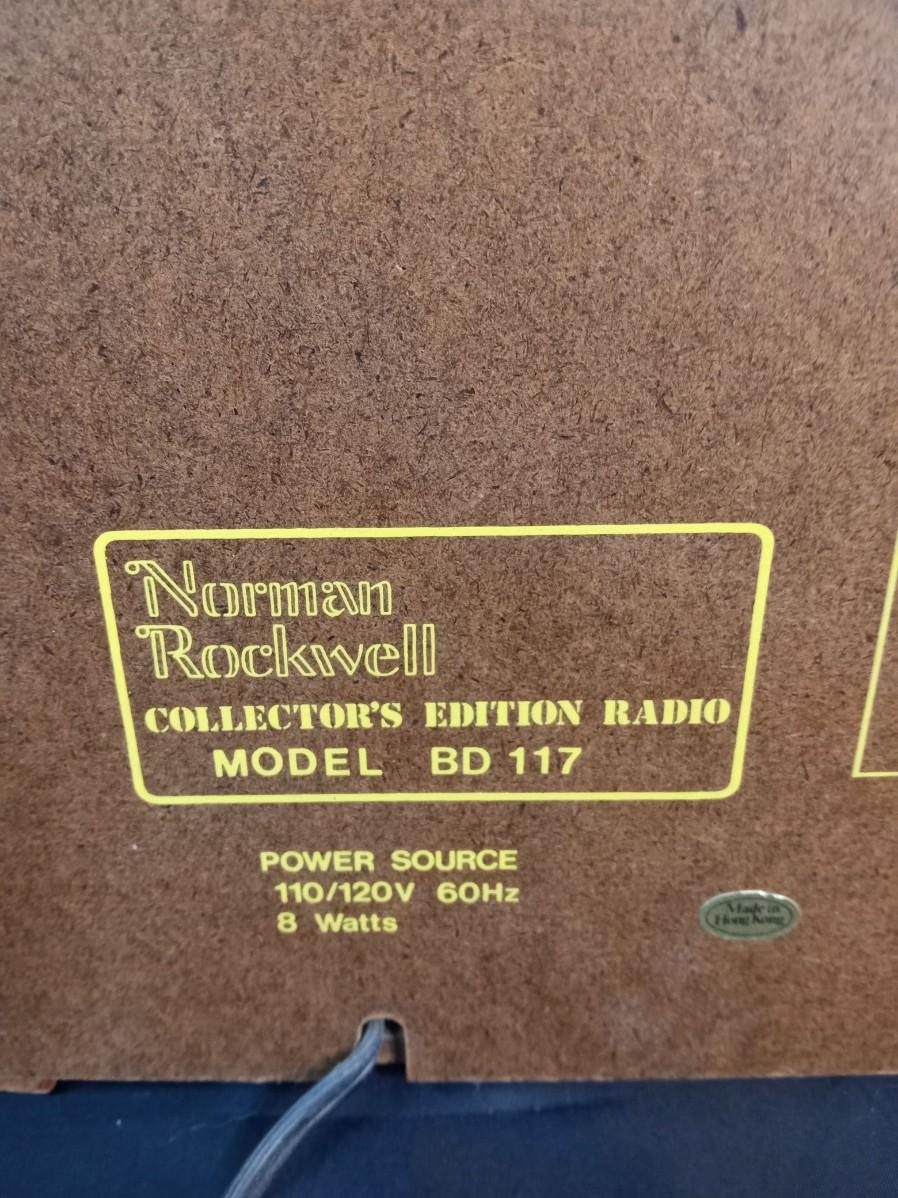 Norman
Rockwell
COLLECTOR'S EDITION RADIO
MODEL BD 117
POWER SOURCE
110/120V 60Hz
8 Watts
Made in
Hong Kong